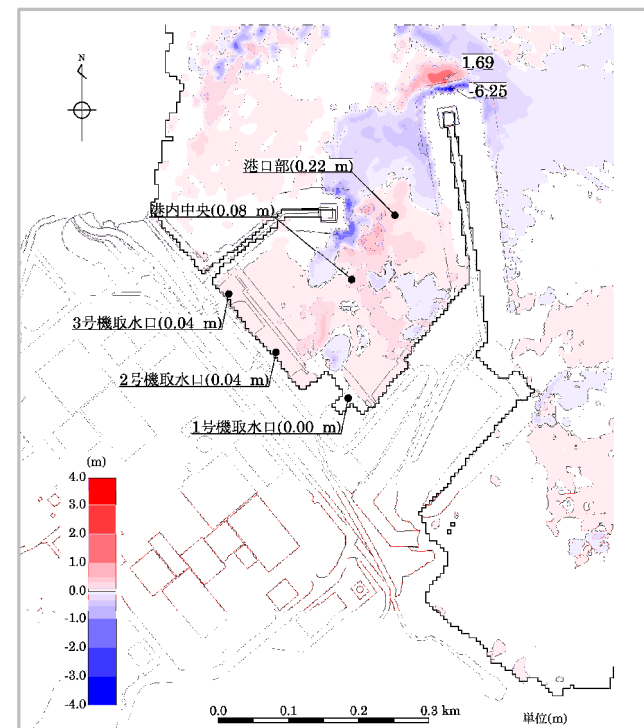 N
1.69
-6.25
港口部(0.22 m)
港内中央(0.08 m)
3号機取水口(0.04 m)
2号機取水口(0.04 m)
1号機取水口(0.00 m)
(m)
4.0
3.0
2.0
1.0
0.0
-1.0
-2.0
-3.0
-4.0
0.0 0.1 0.2 0.3 km
単位(m)